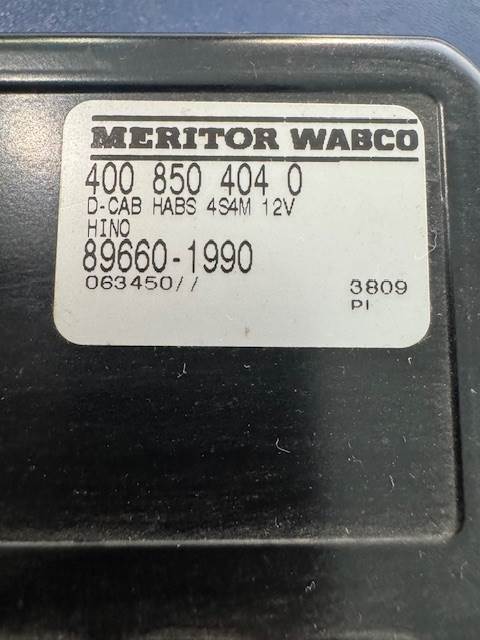 MERITOR WABCO
400 850 404 0
D-CAB HABS 4S4M 12V
HINO
89660-1990
063450//
3809
PI